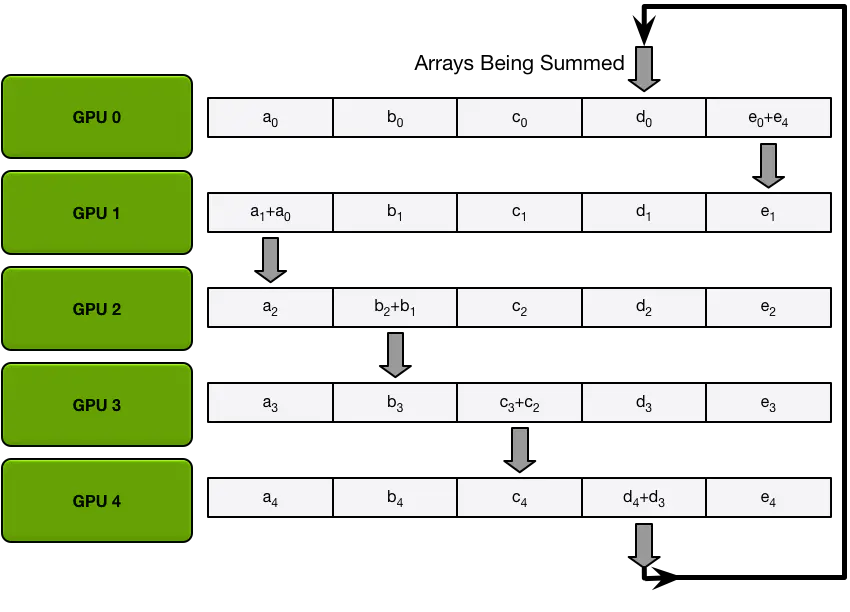 Arrays Being Summed
GPU 0 a₀ b₀ c₀ d₀ e₀+e₄
GPU 1 a₁+a₀ b₁ c₁ d₁ e₁
GPU 2 a₂ b₂+b₁ c₂ d₂ e₂
GPU 3 a₃ b₃ c₃+c₂ d₃ e₃
GPU 4 a₄ b₄ c₄ d₄+d₃ e₄